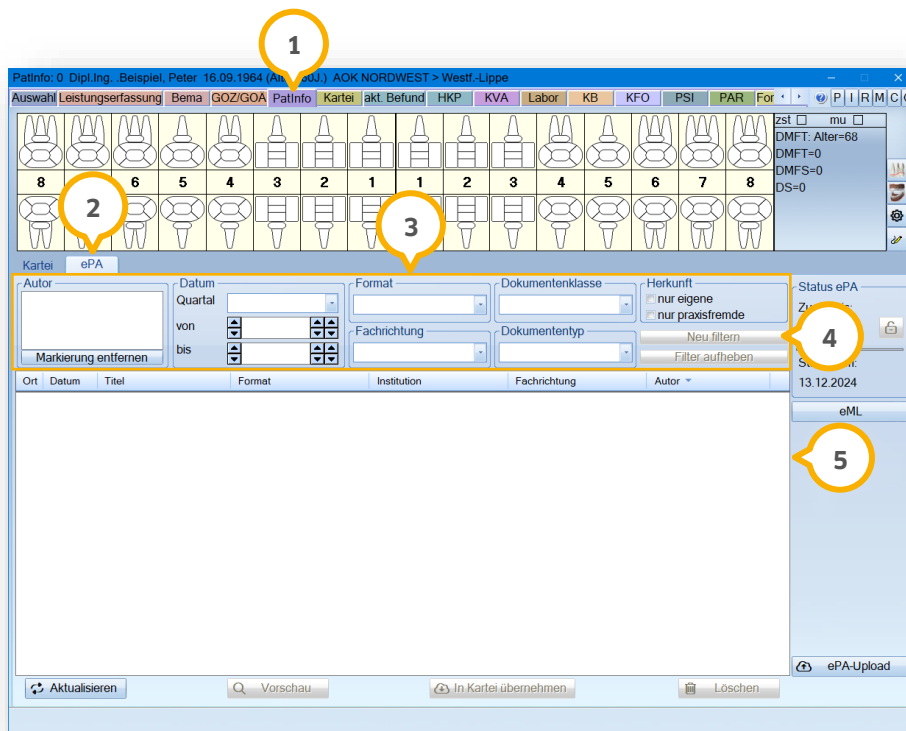 1
PatInfo: 0 Dipl.Ing. .Beispiel, Peter 16.09.1964 (Al 0J.) AOK NORDWEST > Westf.-Lippe
Auswahl Leistungserfassung Bema GOZ/GOÄ PatInfo Kartei akt. Befund HKP KVA Labor KB KFO PSI PAR For P I R M C
zst mu
DMFT: Alter=68
DMFT=0
DMFS=0
DS=0
8 6 5 4 3 2 1 1 2 3 4 5 6 7 8
2
3
Kartei ePA
Autor
Markierung entfernen
Datum
Quartal
von
bis
Format
Fachrichtung
Dokumentenklasse
Dokumententyp
Herkunft
nur eigene
nur praxisfremde
Neu filtern
Filter aufheben
4
Status ePA
13.12.2024
eML
Ort Datum Titel Format Institution Fachrichtung Autor
5
ePA-Upload
Aktualisieren Vorschau In Kartei übernehmen Löschen